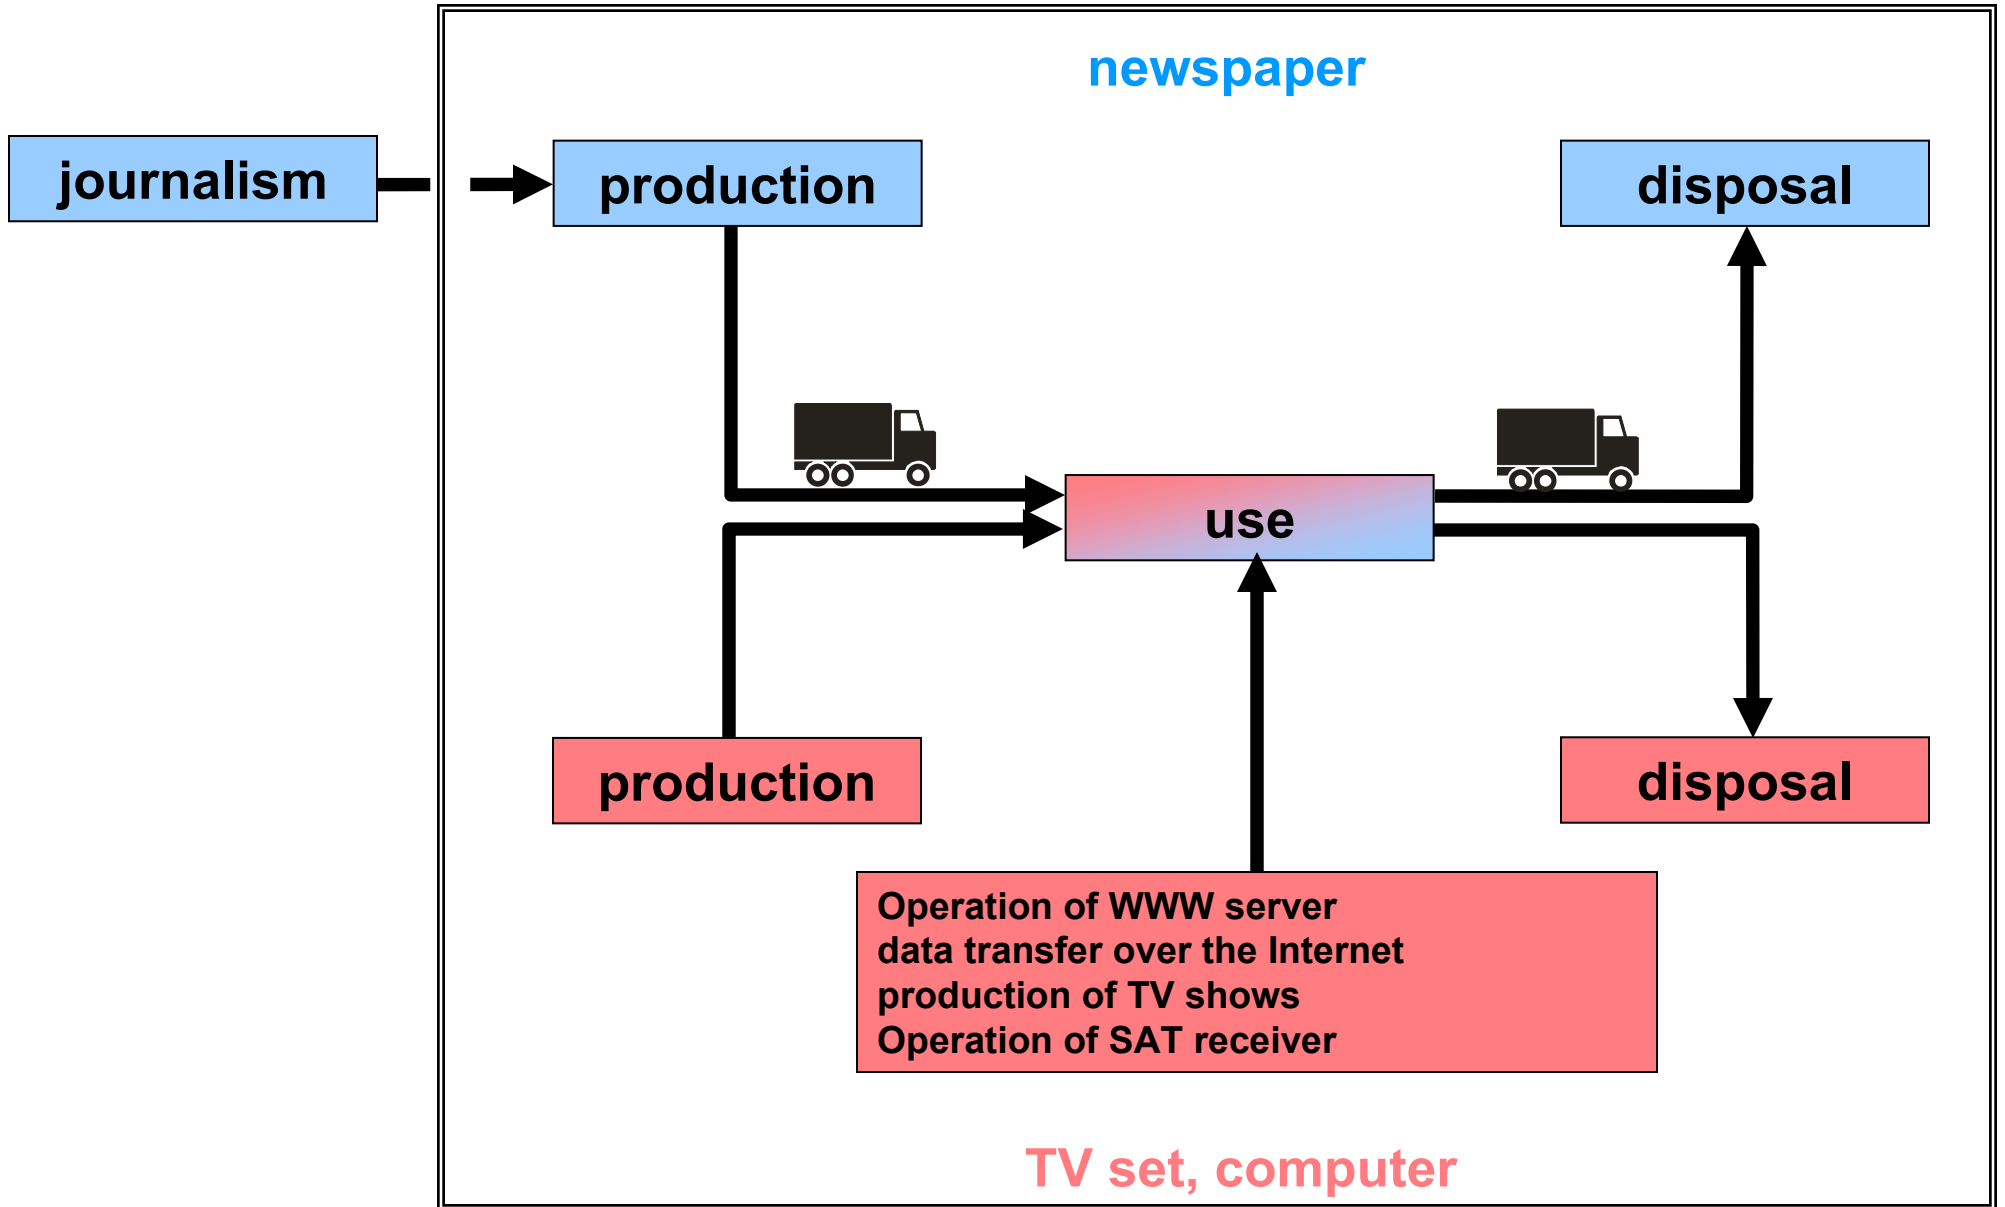 newspaper
journalism
production
disposal
use
production
disposal
Operation of WWW server
data transfer over the Internet
production of TV shows
Operation of SAT receiver
TV set, computer